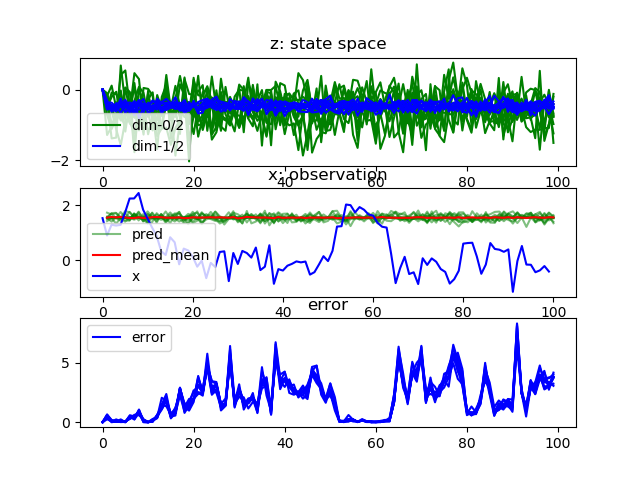 z: state space
0
−2
dim-0/2
dim-1/2
0 20 40 60 80 100
x: observation
2
0
pred
pred_mean
x
0 20 40 60 80 100
error
5
0
error
0 20 40 60 80 100